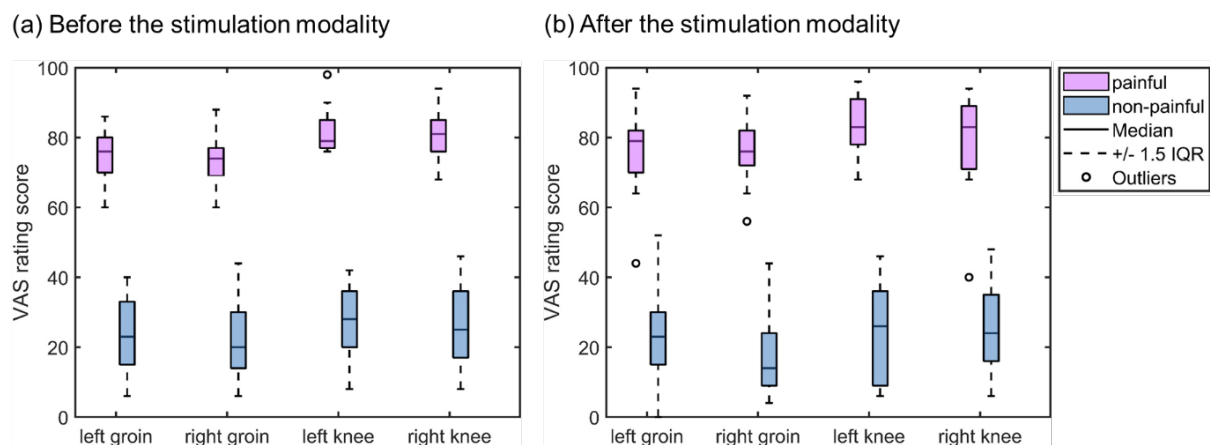 (a) Before the stimulation modality
(b) After the stimulation modality
VAS rating score
100
80
60
40
20
0
left groin right groin left knee right knee
VAS rating score
100
80
60
40
20
0
left groin right groin left knee right knee
painful
non-painful
Median
+/- 1.5 IQR
Outliers